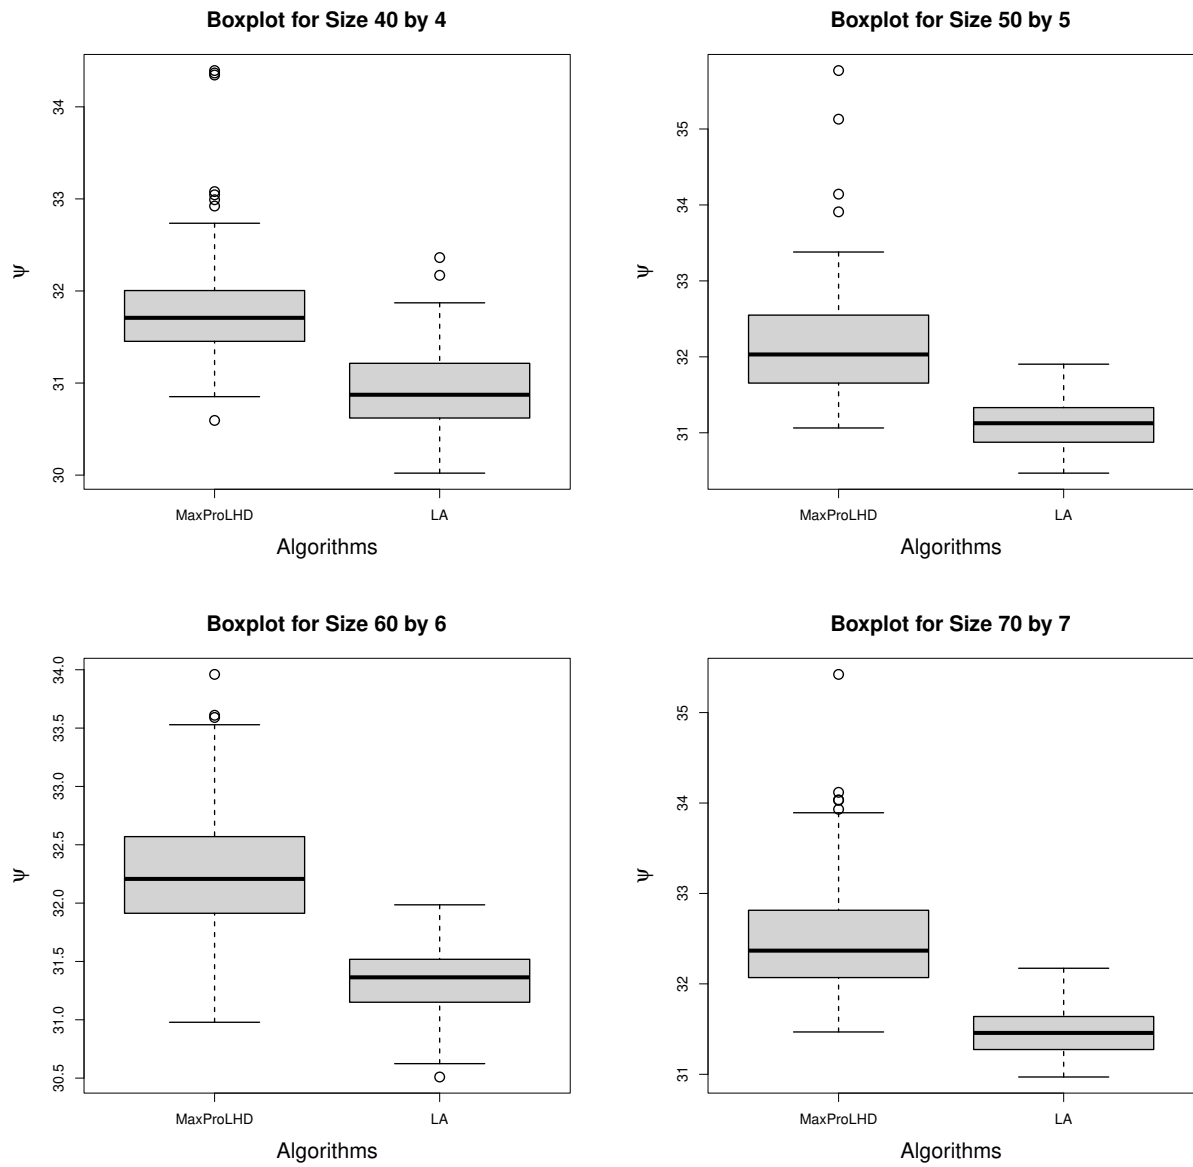 Boxplot for Size 40 by 4
34
33
32
31
30
ψ
MaxProLHD LA
Algorithms
Boxplot for Size 50 by 5
35
34
33
32
31
ψ
MaxProLHD LA
Algorithms
Boxplot for Size 60 by 6
34.0
33.5
33.0
32.5
32.0
31.5
31.0
30.5
ψ
MaxProLHD LA
Algorithms
Boxplot for Size 70 by 7
35
34
33
32
31
ψ
MaxProLHD LA
Algorithms